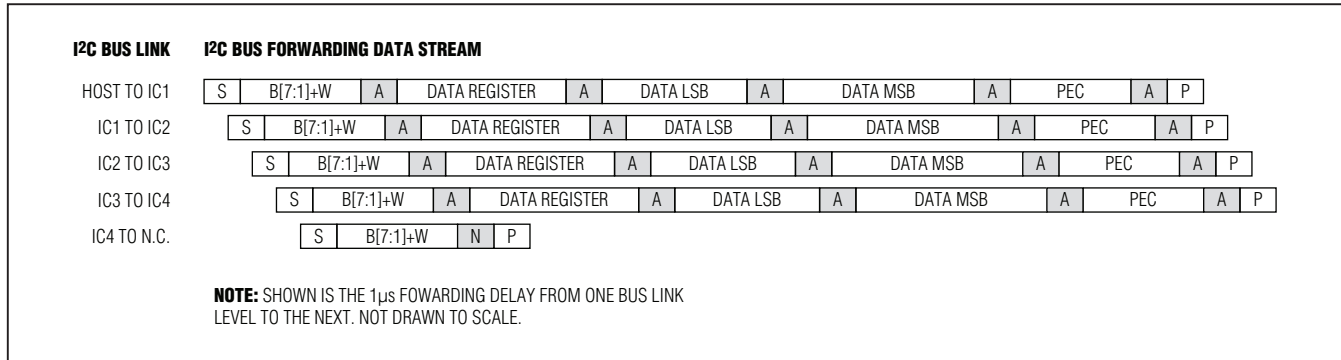 I2C BUS LINK I2C BUS FORWARDING DATA STREAM
HOST TO IC1 S B[7:1]+W A DATA REGISTER A DATA LSB A DATA MSB A PEC A P
IC1 TO IC2 S B[7:1]+W A DATA REGISTER A DATA LSB A DATA MSB A PEC A P
IC2 TO IC3 S B[7:1]+W A DATA REGISTER A DATA LSB A DATA MSB A PEC A P
IC3 TO IC4 S B[7:1]+W A DATA REGISTER A DATA LSB A DATA MSB A PEC A P
IC4 TO N.C. S B[7:1]+W N P
NOTE: SHOWN IS THE 1µs FOWARDING DELAY FROM ONE BUS LINK
LEVEL TO THE NEXT. NOT DRAWN TO SCALE.